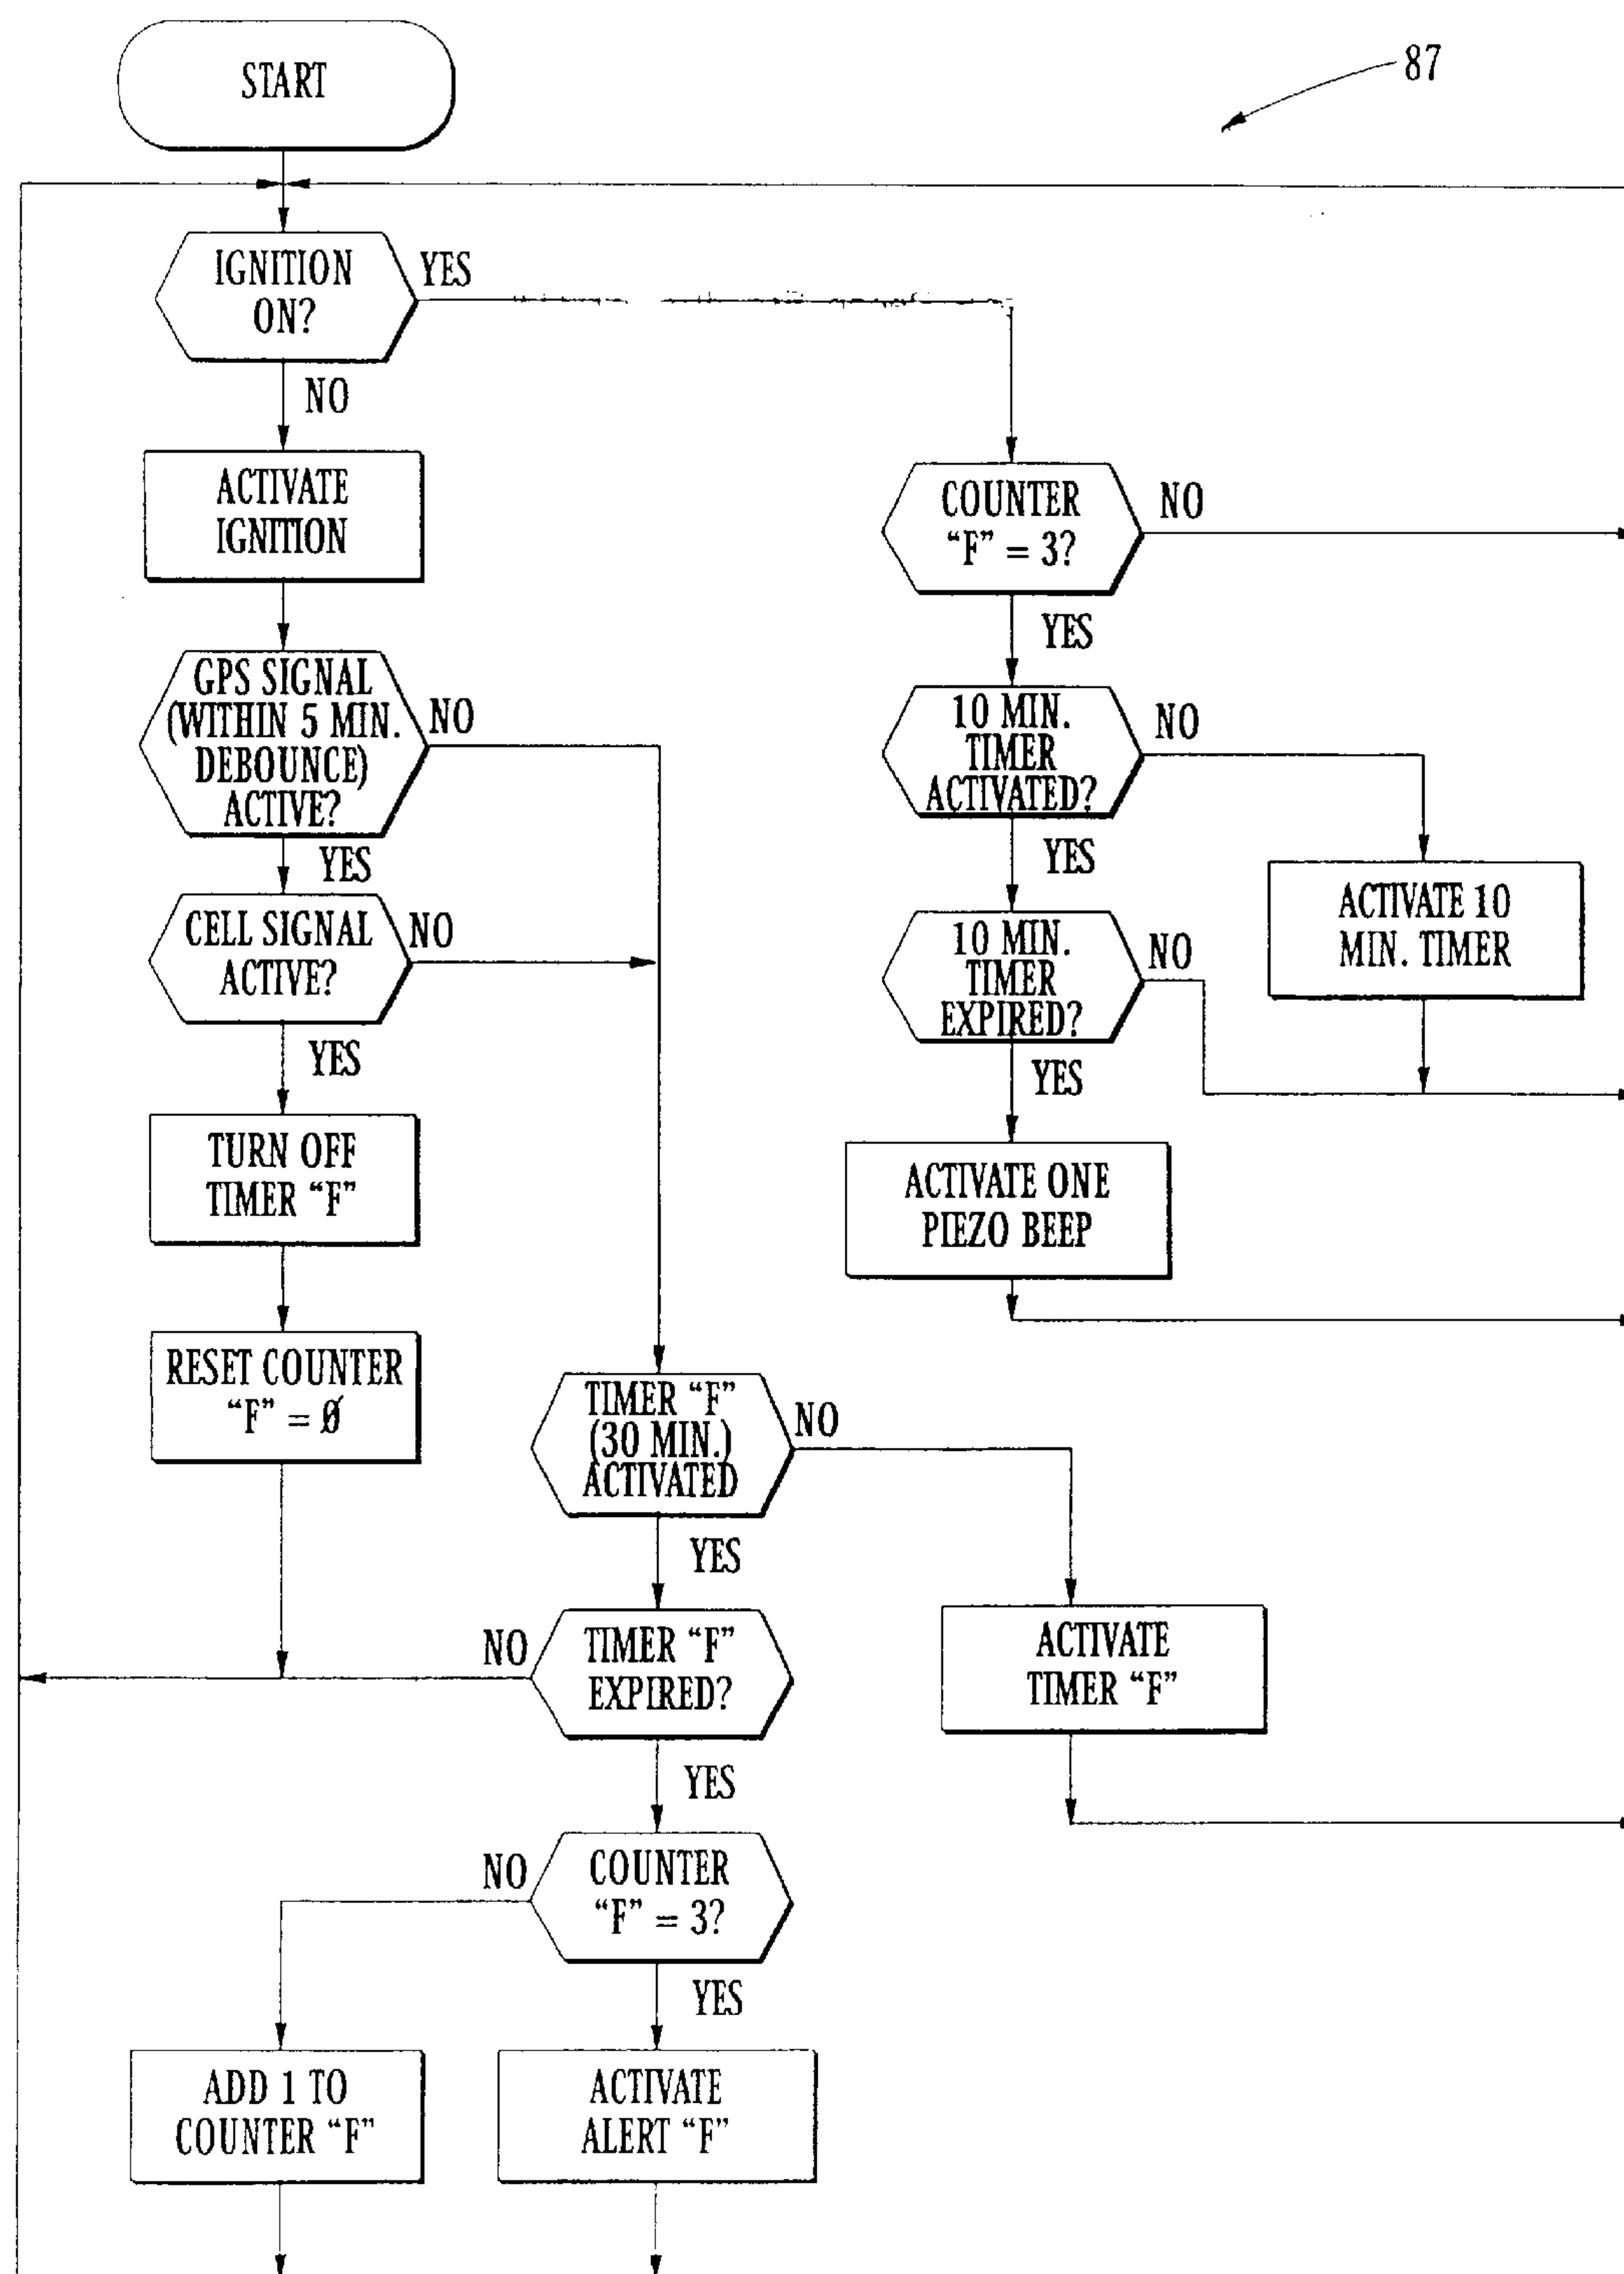 START
87
IGNITION
ON?
YES
NO
ACTIVATE
IGNITION
COUNTER
“F” = 3?
NO
YES
GPS SIGNAL
(WITHIN 5 MIN.
DEBOUNCE)
ACTIVE?
NO
YES
10 MIN.
TIMER
ACTIVATED?
NO
YES
ACTIVATE 10
MIN. TIMER
CELL SIGNAL
ACTIVE?
NO
YES
10 MIN.
TIMER
EXPIRED?
NO
YES
TURN OFF
TIMER “F”
ACTIVATE ONE
PIEZO BEEP
RESET COUNTER
“F” = Ø
TIMER “F”
(30 MIN.)
ACTIVATED
NO
YES
TIMER “F”
EXPIRED?
NO
YES
ACTIVATE
TIMER “F”
COUNTER
“F” = 3?
NO
YES
ADD 1 TO
COUNTER “F”
ACTIVATE
ALERT “F”